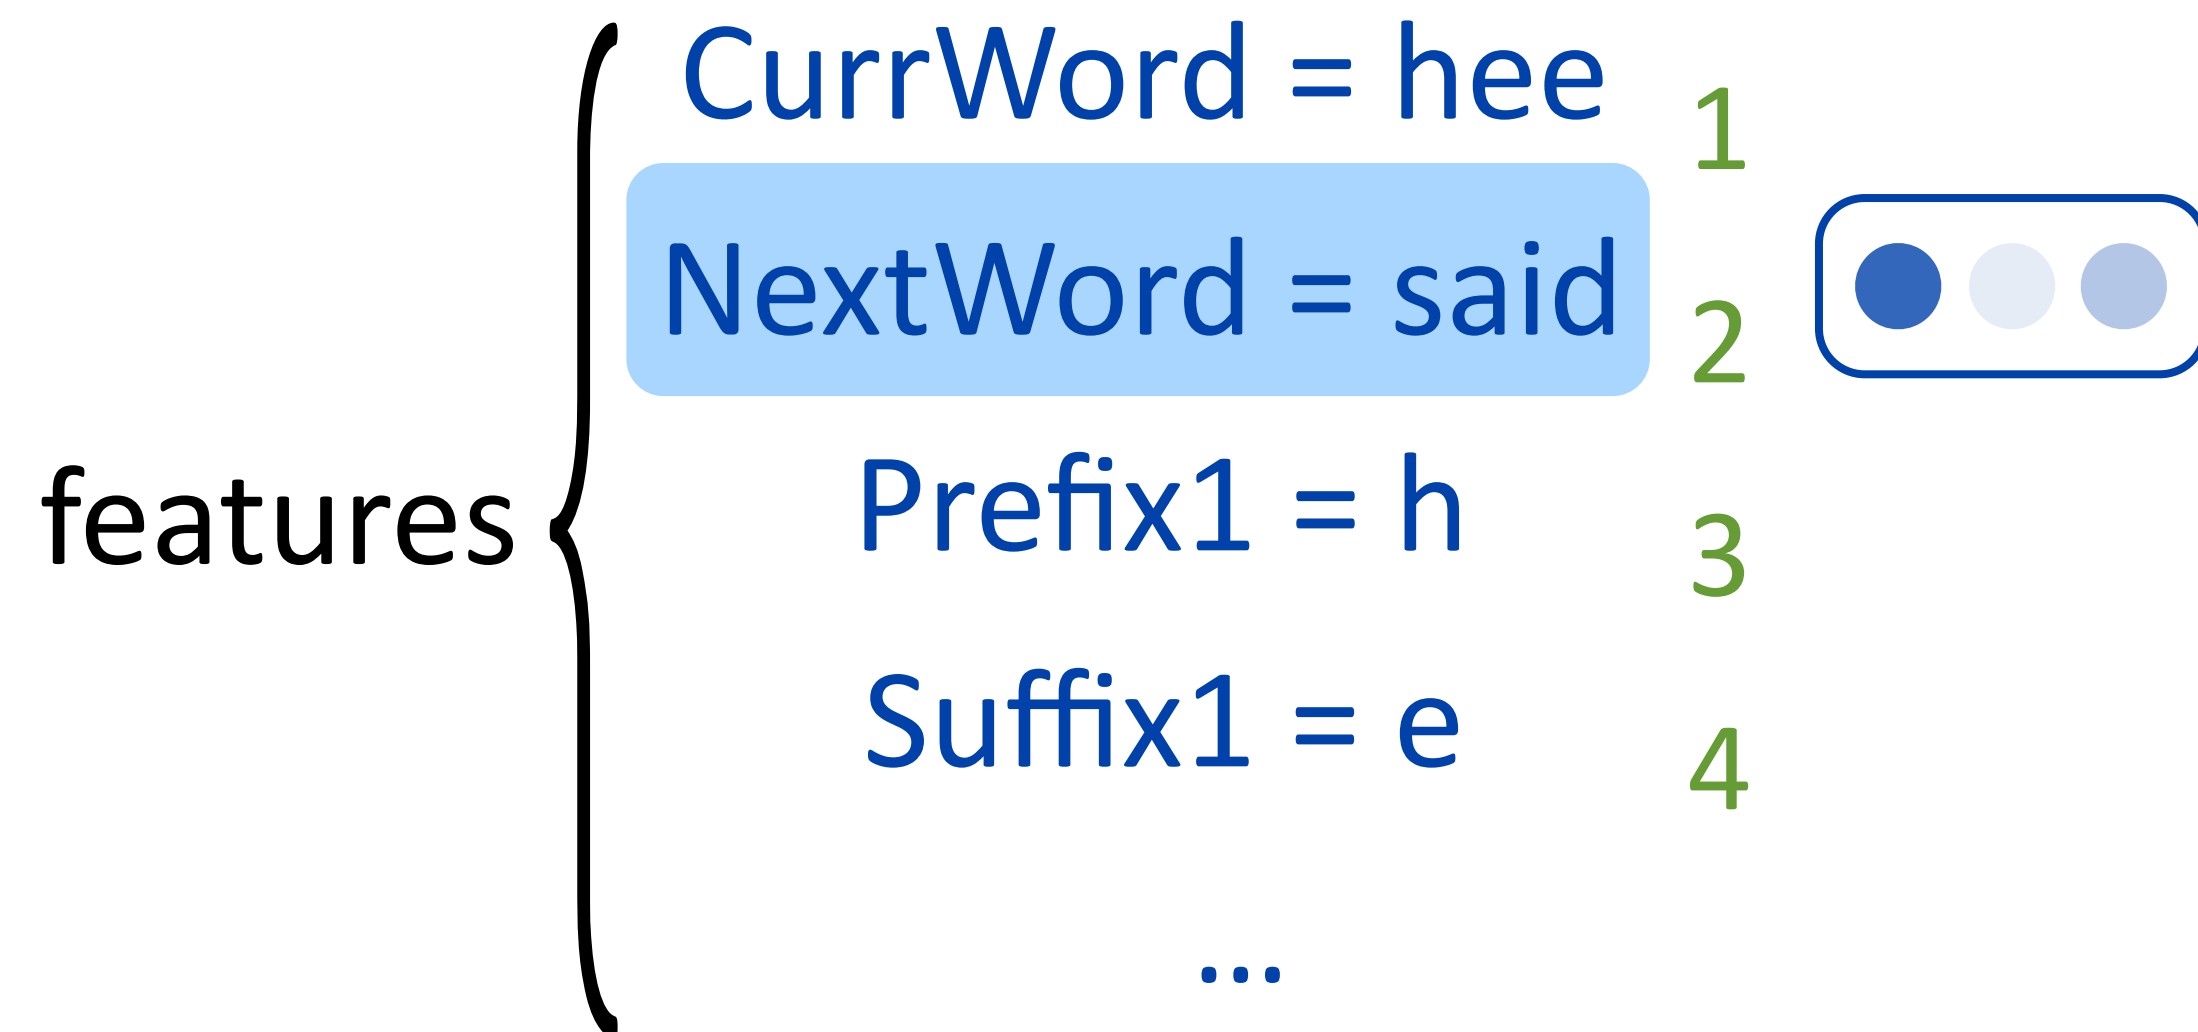 CurrWord = hee 1
NextWord = said 2
features
Prefix1 = h 3
Suffix1 = e 4
...